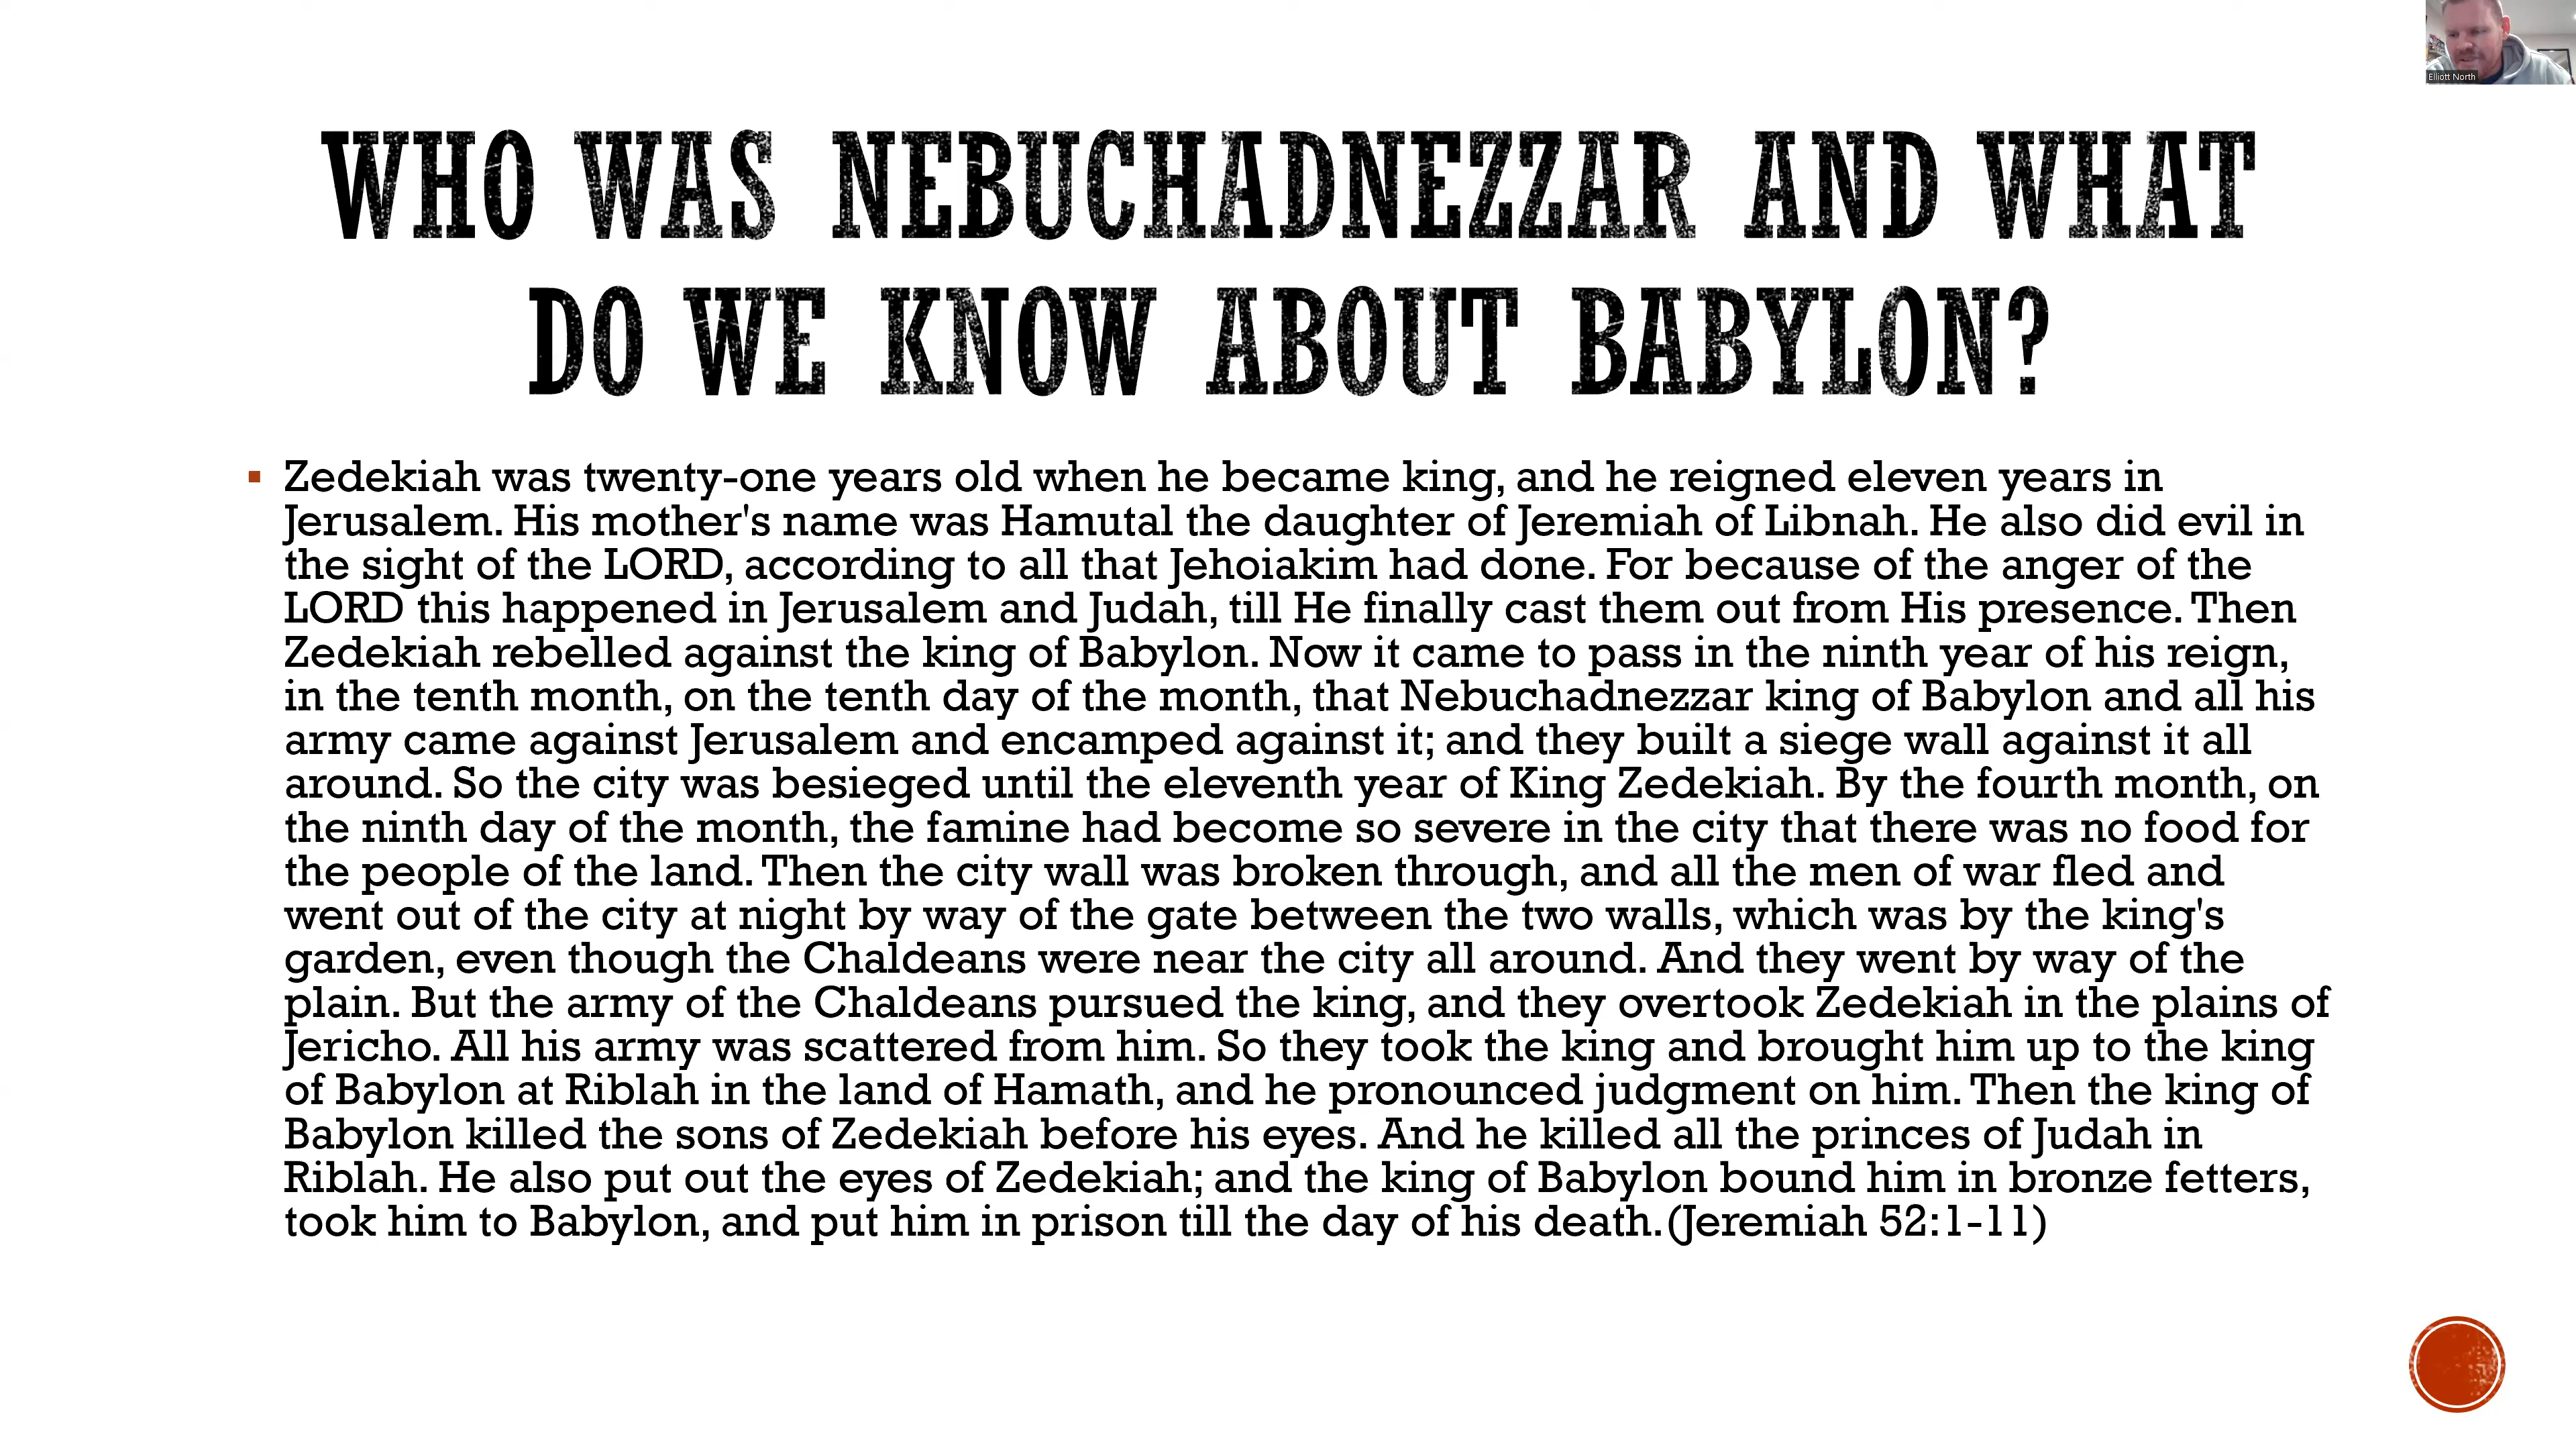 Elliott North
WHO WAS NEBUCHADNEZZAR AND WHAT
DO WE KNOW ABOUT BABYLON?
Zedekiah was twenty-one years old when he became king, and he reigned eleven years in
Jerusalem. His mother's name was Hamutal the daughter of Jeremiah of Libnah. He also did evil in
the sight of the LORD, according to all that Jehoiakim had done. For because of the anger of the
LORD this happened in Jerusalem and Judah, till He finally cast them out from His presence. Then
Zedekiah rebelled against the king of Babylon. Now it came to pass in the ninth year of his reign,
in the tenth month, on the tenth day of the month, that Nebuchadnezzar king of Babylon and all his
army came against Jerusalem and encamped against it; and they built a siege wall against it all
around. So the city was besieged until the eleventh year of King Zedekiah. By the fourth month, on
the ninth day of the month, the famine had become so severe in the city that there was no food for
the people of the land. Then the city wall was broken through, and all the men of war fled and
went out of the city at night by way of the gate between the two walls, which was by the king's
garden, even though the Chaldeans were near the city all around. And they went by way of the
plain. But the army of the Chaldeans pursued the king, and they overtook Zedekiah in the plains of
Jericho. All his army was scattered from him. So they took the king and brought him up to the king
of Babylon at Riblah in the land of Hamath, and he pronounced judgment on him. Then the king of
Babylon killed the sons of Zedekiah before his eyes. And he killed all the princes of Judah in
Riblah. He also put out the eyes of Zedekiah; and the king of Babylon bound him in bronze fetters,
took him to Babylon, and put him in prison till the day of his death.(Jeremiah 52:1-11)